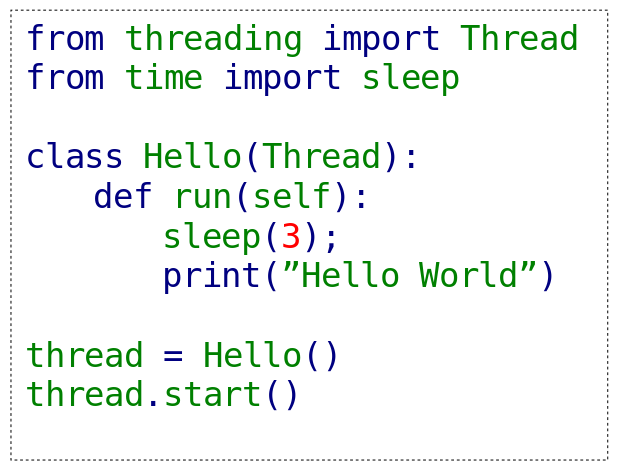 from threading import Thread
from time import sleep

class Hello(Thread):
    def run(self):
        sleep(3);
        print(”Hello World”)

thread = Hello()
thread.start()